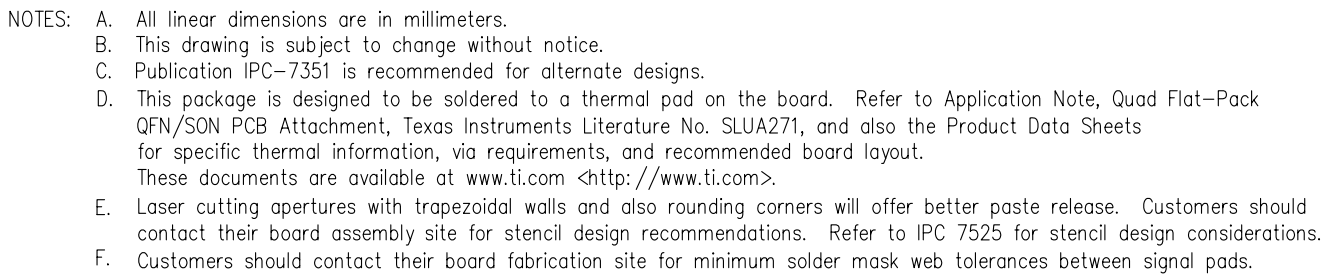 NOTES: A. All linear dimensions are in millimeters.
B. This drawing is subject to change without notice.
C. Publication IPC-7351 is recommended for alternate designs.
D. This package is designed to be soldered to a thermal pad on the board. Refer to Application Note, Quad Flat-Pack
QFN/SON PCB Attachment, Texas Instruments Literature No. SLUA271, and also the Product Data Sheets
for specific thermal information, via requirements, and recommended board layout.
These documents are available at www.ti.com <http://www.ti.com>.
E. Laser cutting apertures with trapezoidal walls and also rounding corners will offer better paste release. Customers should
contact their board assembly site for stencil design recommendations. Refer to IPC 7525 for stencil design considerations.
F. Customers should contact their board fabrication site for minimum solder mask web tolerances between signal pads.